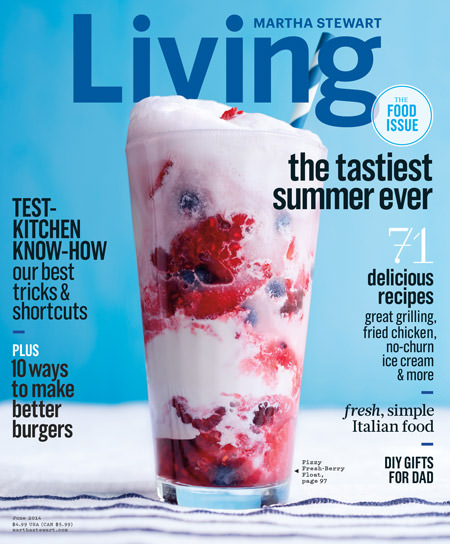 MARTHA STEWART
Living
THE
FOOD
ISSUE
the tastiest
summer ever
TEST-
KITCHEN
KNOW-HOW
our best
tricks &
shortcuts
PLUS
10 ways
to make
better
burgers
71
delicious
recipes
great grilling,
fried chicken,
no-churn
ice cream
& more
fresh, simple
Italian food
DIY GIFTS
FOR DAD
Fizzy
Fresh-Berry
Float,
page 97
June 2014
$4.99 USA (CAN $5.99)
marthastewart.com